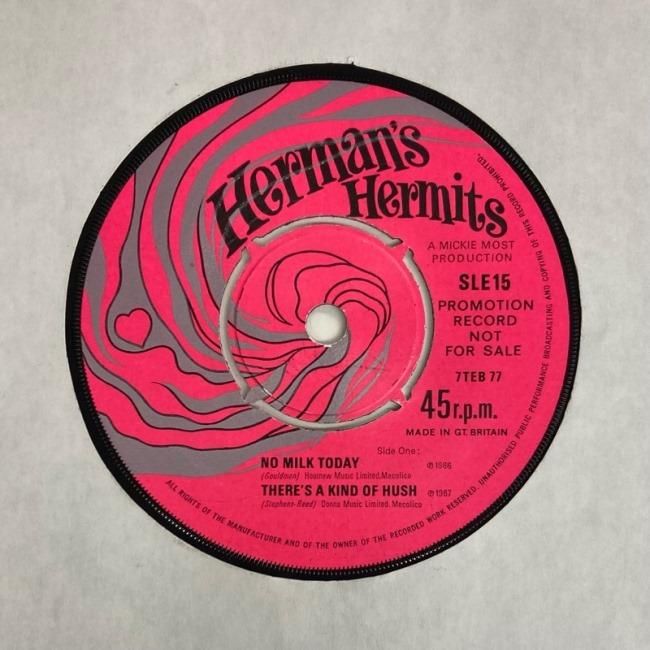 Herman's
Hermits
A MICKIE MOST
PRODUCTION
SLE15
PROMOTION
RECORD
NOT
FOR SALE
7TEB 77
45r.p.m.
MADE IN GT. BRITAIN
Side One:
NO MILK TODAY ℗1966
(Gouldman) Hournew Music Limited. Mecolico
THERE'S A KIND OF HUSH ℗1967
(Stephens-Reed) Donna Music Limited. Mecolico
ALL RIGHTS OF THE MANUFACTURER AND OF THE OWNER OF THE RECORDED WORK RESERVED. UNAUTHORISED PUBLIC PERFORMANCE BROADCASTING AND COPYING OF THIS RECORD PROHIBITED.